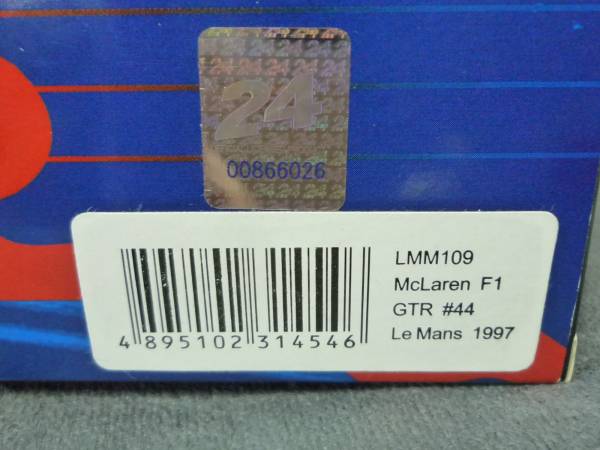 24
00866026
LMM109
McLaren F1
GTR #44
Le Mans 1997
4 895102 314546